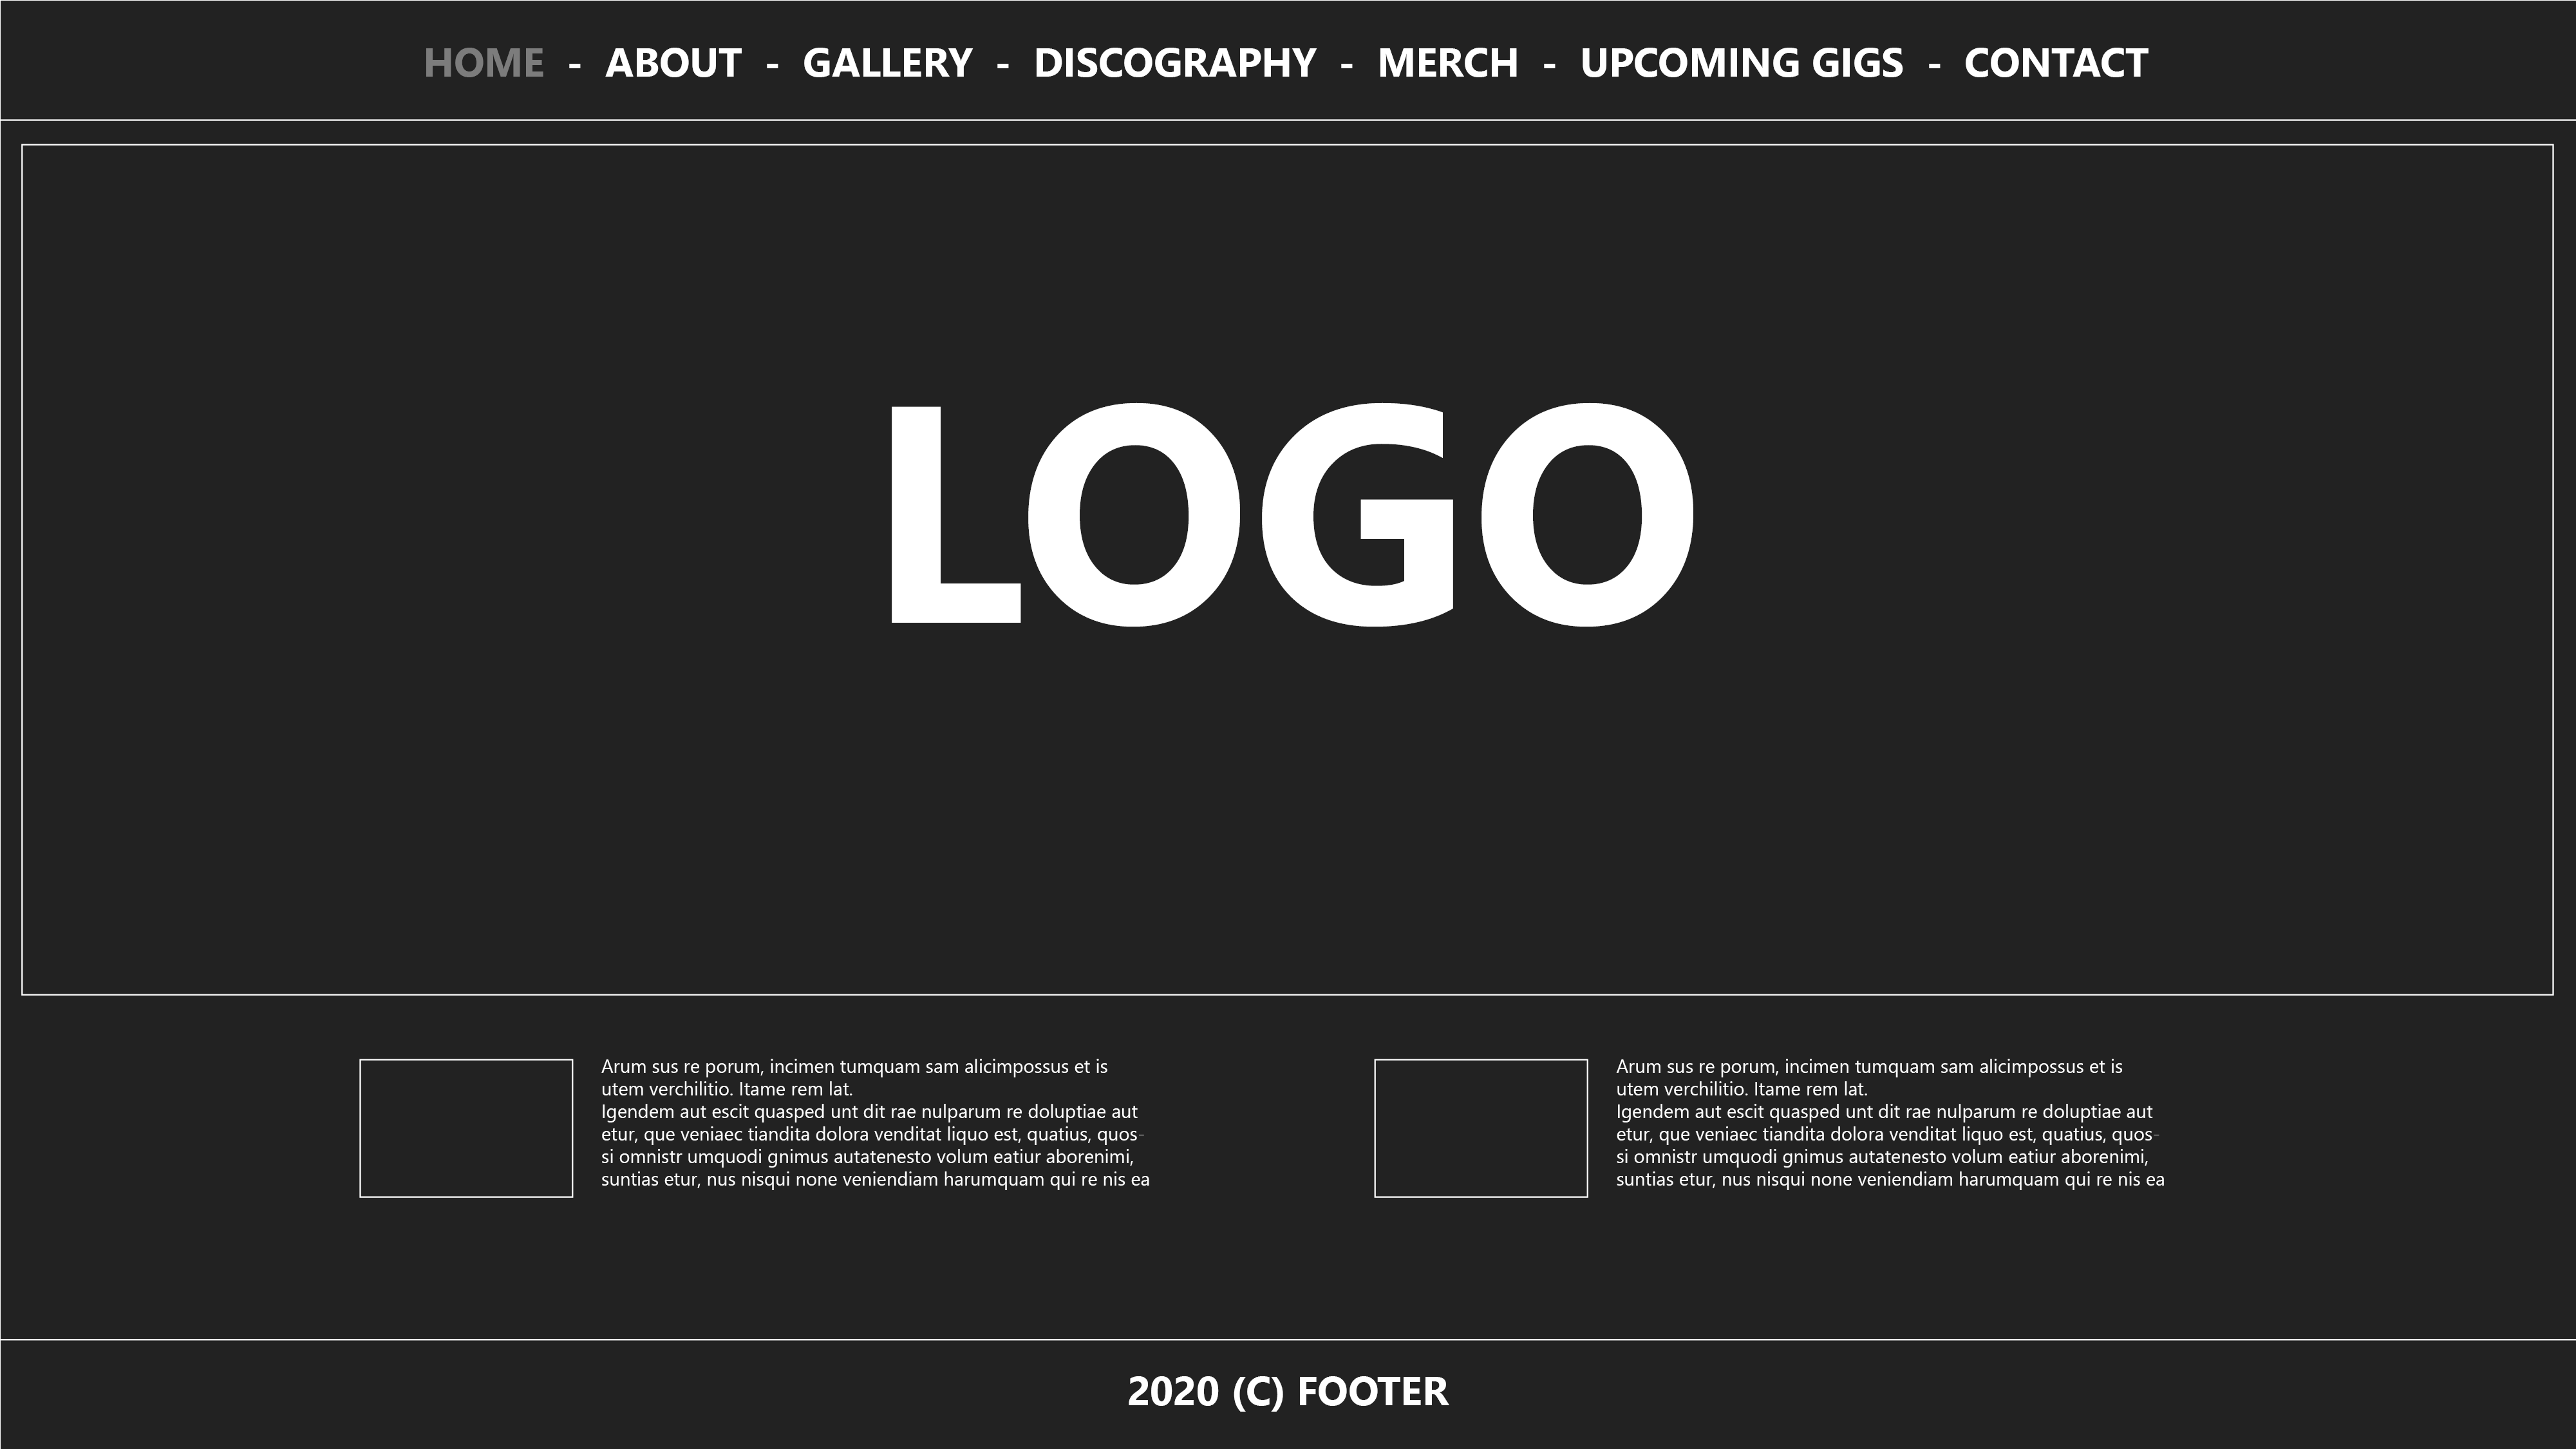 HOME - ABOUT - GALLERY - DISCOGRAPHY - MERCH - UPCOMING GIGS - CONTACT
LOGO
Arum sus re porum, incimen tumquam sam alicimpossus et is
utem verchilitio. Itame rem lat.
Igendem aut escit quasped unt dit rae nulparum re doluptiae aut
etur, que veniaec tiandita dolora venditat liquo est, quatius, quos-
si omnistr umquodi gnimus autatenesto volum eatiur aborenimi,
suntias etur, nus nisqui none veniendiam harumquam qui re nis ea
Arum sus re porum, incimen tumquam sam alicimpossus et is
utem verchilitio. Itame rem lat.
Igendem aut escit quasped unt dit rae nulparum re doluptiae aut
etur, que veniaec tiandita dolora venditat liquo est, quatius, quos-
si omnistr umquodi gnimus autatenesto volum eatiur aborenimi,
suntias etur, nus nisqui none veniendiam harumquam qui re nis ea
2020 (C) FOOTER